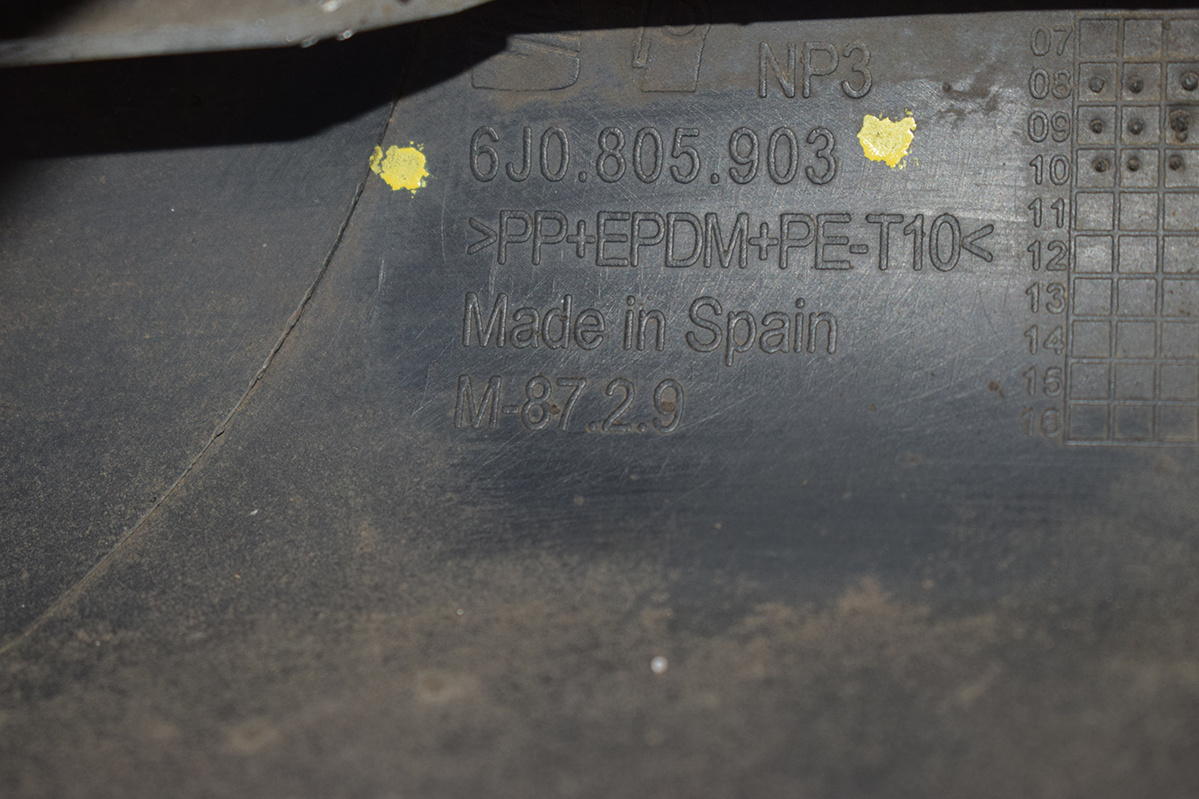 NP3
6J0.805.903
>PP+EPDM+PE-T10<
Made in Spain
M-87.2.9
07
08
09
10
11
12
13
14
15
16